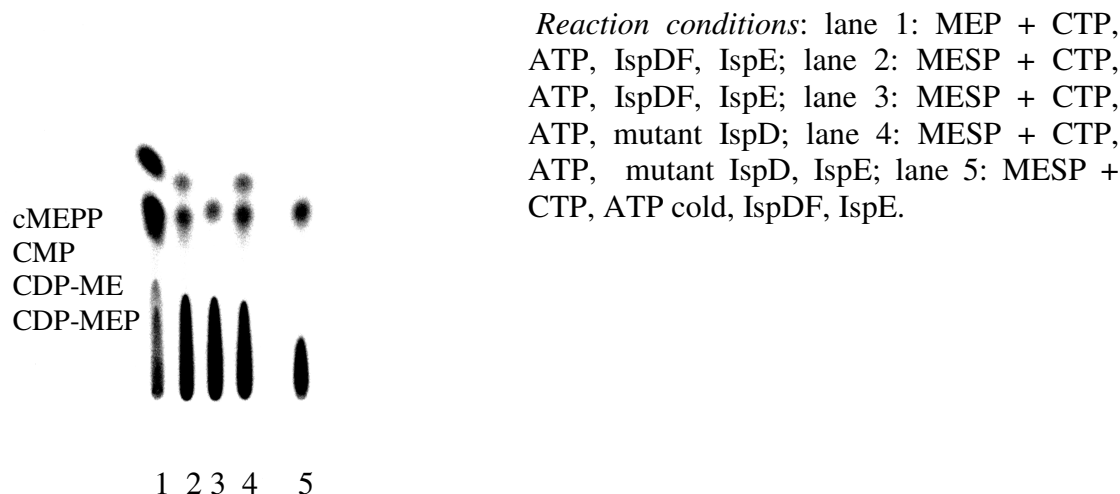 Reaction conditions: lane 1: MEP + CTP,
ATP, IspDF, IspE; lane 2: MESP + CTP,
ATP, IspDF, IspE; lane 3: MESP + CTP,
ATP, mutant IspD; lane 4: MESP + CTP,
ATP, mutant IspD, IspE; lane 5: MESP +
CTP, ATP cold, IspDF, IspE.
cMEPP
CMP
CDP-ME
CDP-MEP
1 2 3 4 5